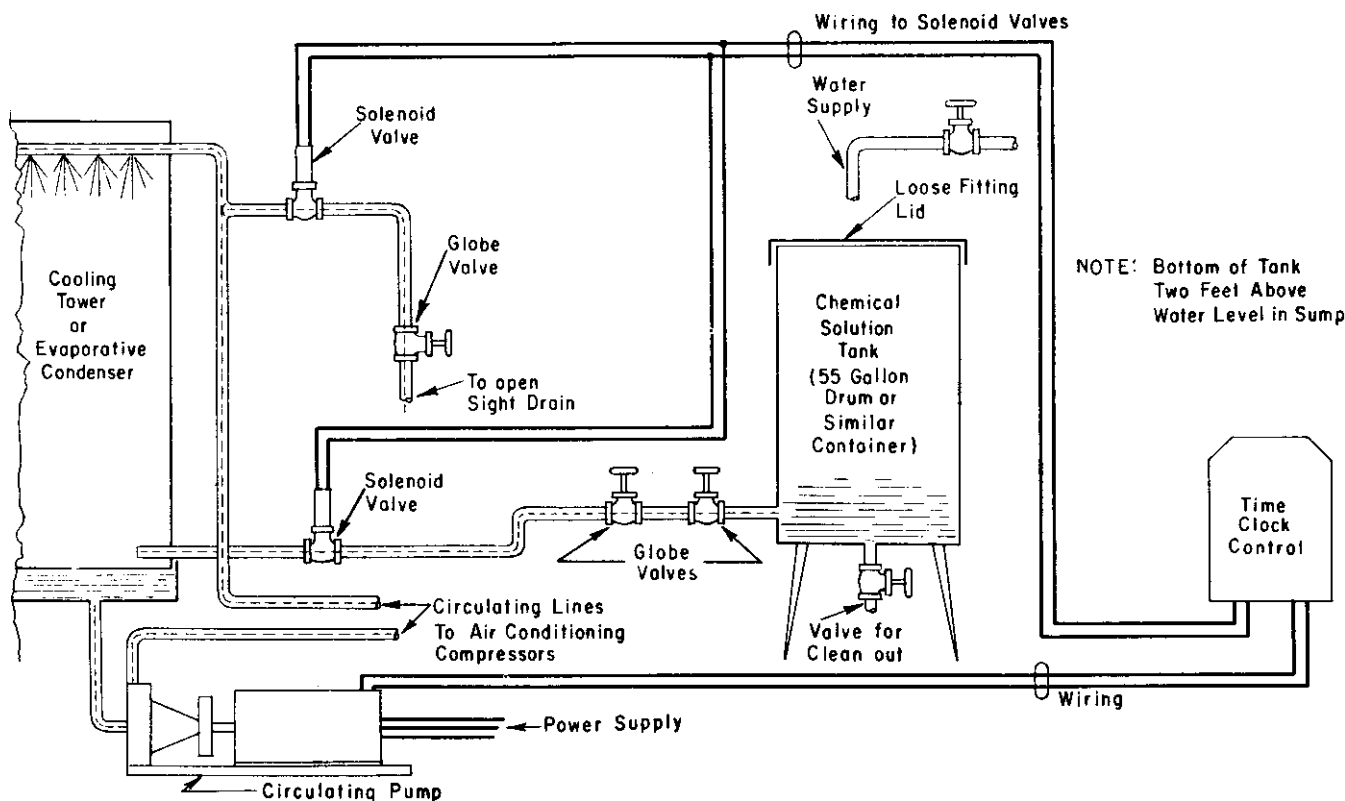 Wiring to Solenoid Valves
Water
Supply
Solenoid
Valve
Loose Fitting
Lid
Globe
Valve
NOTE: Bottom of Tank
Two Feet Above
Water Level in Sump
Cooling
Tower
or
Evaporative
Condenser
Chemical
Solution
Tank
(55 Gallon
Drum or
Similar
Container)
To open
Sight Drain
Solenoid
Valve
Time
Clock
Control
Globe
Valves
Circulating Lines
To Air Conditioning
Compressors
Valve for
Clean out
Wiring
Power Supply
Circulating Pump